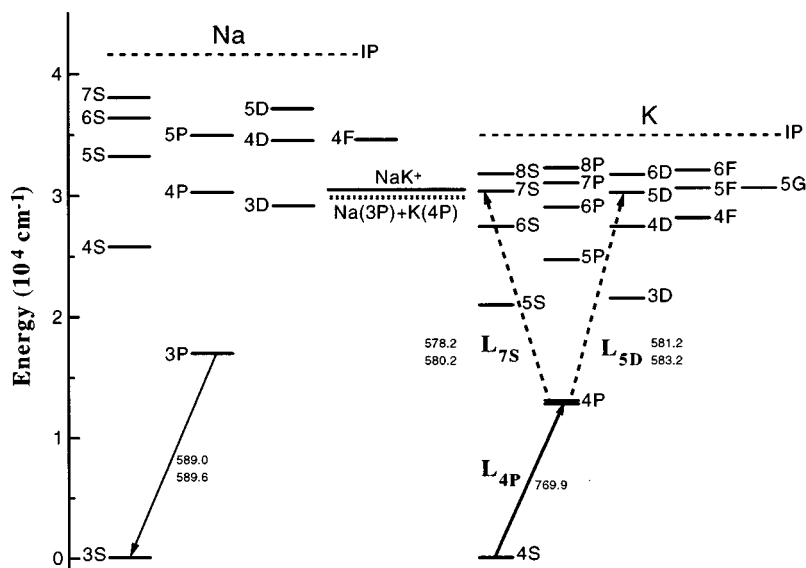 Energy (10⁴ cm⁻¹)
4
3
2
1
0
Na
IP
7S
6S
5S
4S
5P
4P
3P
5D
4D
3D
4F
3S
589.0
589.6
NaK⁺
Na(3P)+K(4P)
K
IP
8S
7S
6S
5S
8P
7P
6P
5P
6D
5D
4D
3D
6F
5F
4F
5G
578.2
580.2
L7S
L5D
581.2
583.2
4P
L4P
769.9
4S